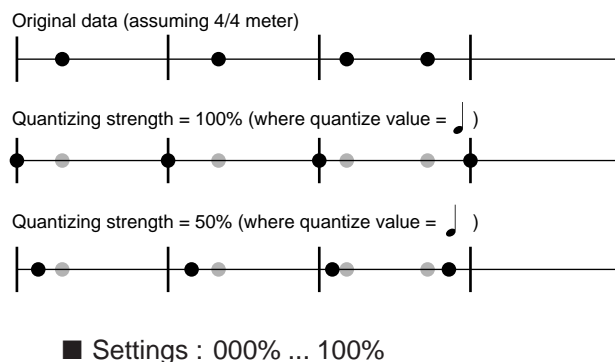 Original data (assuming 4/4 meter)
Quantizing strength = 100% (where quantize value = ♩ )
Quantizing strength = 50% (where quantize value = ♩ )
■ Settings : 000% ... 100%